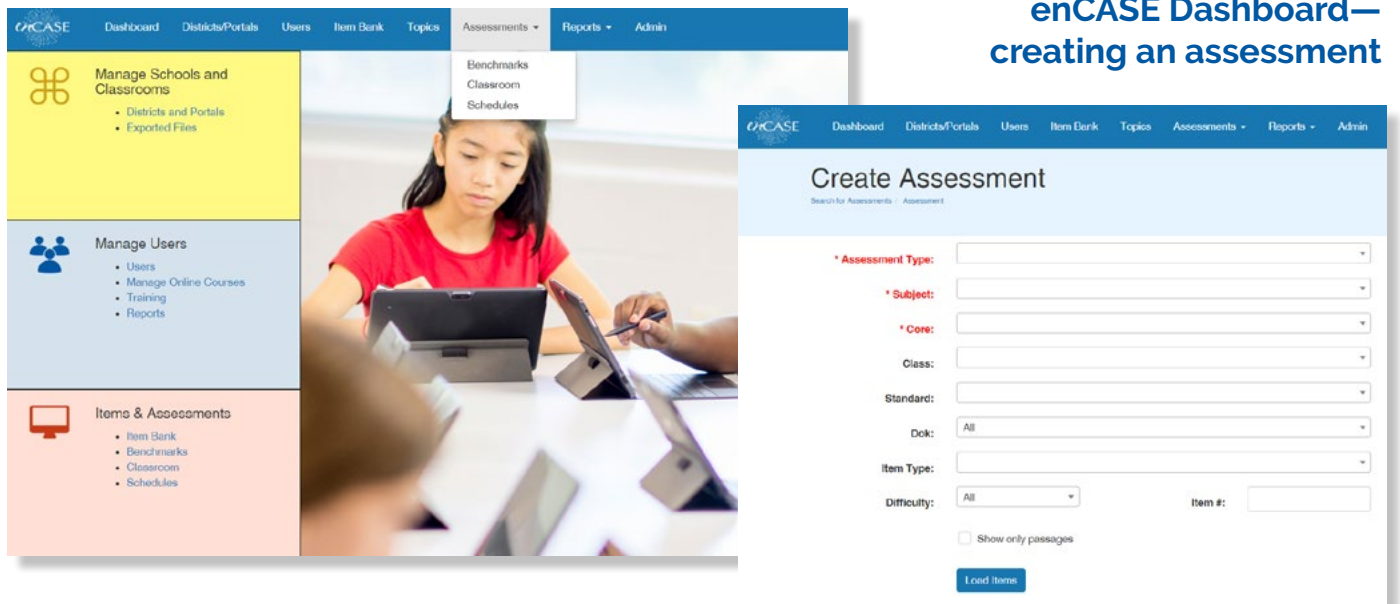 enCASE Dashboard—
creating an assessment
enCASE Dashboard Districts/Portals Users Item Bank Topics Assessments Reports Admin
Benchmarks
Classroom
Schedules
Manage Schools and
Classrooms
• Districts and Portals
• Exported Files
Manage Users
• Users
• Manage Online Courses
• Training
• Reports
Items & Assessments
• Item Bank
• Benchmarks
• Classroom
• Schedules
enCASE Dashboard Districts/Portals Users Item Bank Topics Assessments Reports Admin
Create Assessment
Search for Assessments / Assessment
* Assessment Type:
* Subject:
* Core:
Class:
Standard:
Dok: All
Item Type:
Difficulty: All Item #:
Show only passages
Load Items